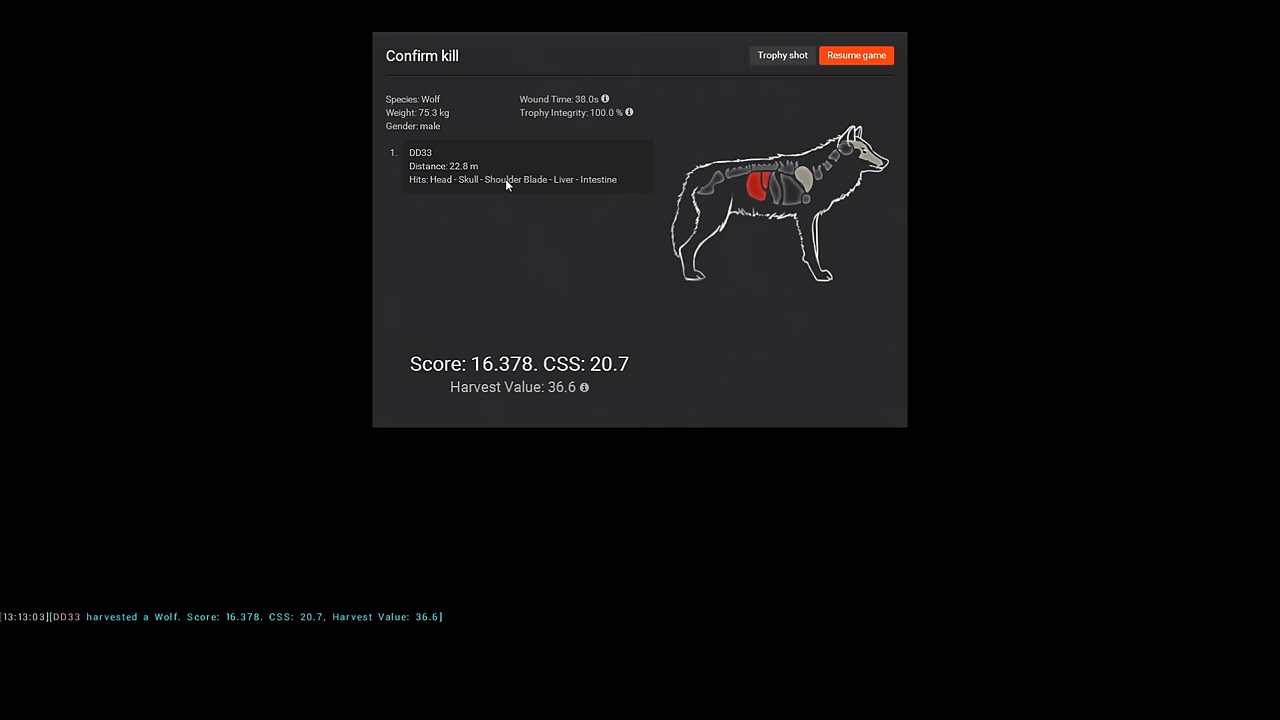 Confirm kill
Trophy shot
Resume game
Species: Wolf
Weight: 75.3 kg
Gender: male
Wound Time: 38.0s
Trophy Integrity: 100.0 %
1.
DD33
Distance: 22.8 m
Hits: Head - Skull - Shoulder Blade - Liver - Intestine
Score: 16.378. CSS: 20.7
Harvest Value: 36.6
[13:13:03][DD33 harvested a Wolf. Score: 16.378. CSS: 20.7, Harvest Value: 36.6]